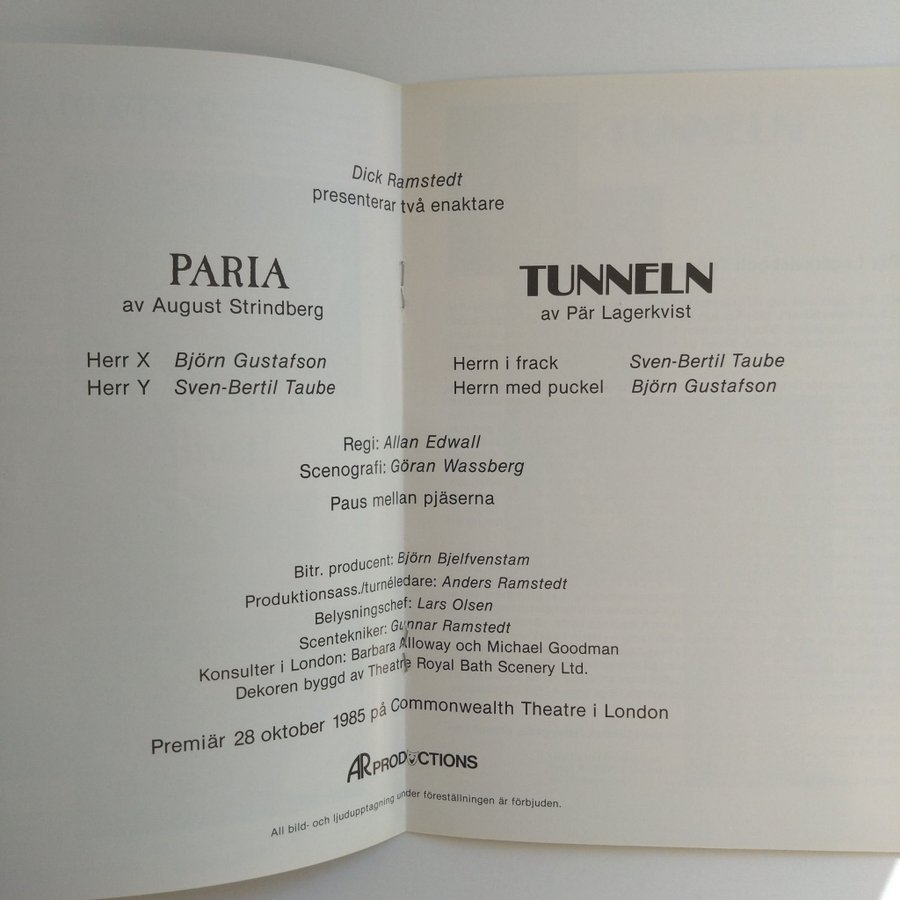 Dick Ramstedt
presenterar två enaktare
PARIA
av August Strindberg
Herr X Björn Gustafson
Herr Y Sven-Bertil Taube
TUNNELN
av Pär Lagerkvist
Herrn i frack Sven-Bertil Taube
Herrn med puckel Björn Gustafson
Regi: Allan Edwall
Scenografi: Göran Wassberg
Paus mellan pjäserna
Bitr. producent: Björn Bjelfvenstam
Produktionsass./turnéledare: Anders Ramstedt
Belysningschef: Lars Olsen
Scentekniker: Gunnar Ramstedt
Konsulter i London: Barbara Alloway och Michael Goodman
Dekoren byggd av Theatre Royal Bath Scenery Ltd.
Premiär 28 oktober 1985 på Commonwealth Theatre i London
AR PRODUCTIONS
All bild- och ljudupptagning under föreställningen är förbjuden.